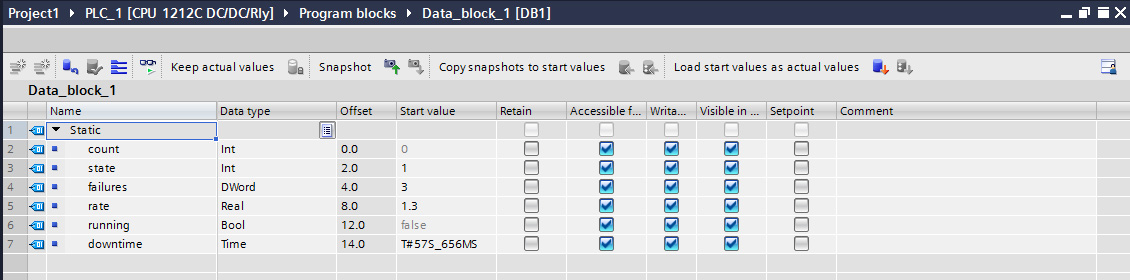 Project1 ▸ PLC_1 [CPU 1212C DC/DC/Rly] ▸ Program blocks ▸ Data_block_1 [DB1]
Keep actual values Snapshot Copy snapshots to start values Load start values as actual values
Data_block_1
Name Data type Offset Start value Retain Accessible f... Writa... Visible in ... Setpoint Comment
1 Static
2 count Int 0.0 0
3 state Int 2.0 1
4 failures DWord 4.0 3
5 rate Real 8.0 1.3
6 running Bool 12.0 false
7 downtime Time 14.0 T#57S_656MS